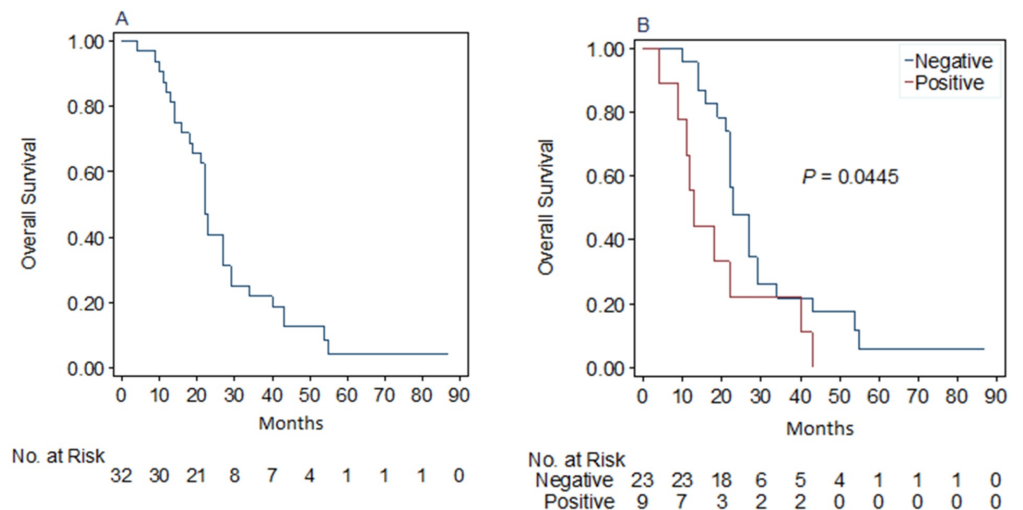 A
1.00
0.80
0.60
0.40
0.20
0.00
Overall Survival
0 10 20 30 40 50 60 70 80 90
Months
No. at Risk
32 30 21 8 7 4 1 1 1 0
B
1.00
0.80
0.60
0.40
0.20
0.00
Overall Survival
Negative
Positive
P = 0.0445
0 10 20 30 40 50 60 70 80 90
Months
No. at Risk
Negative 23 23 18 6 5 4 1 1 1 0
Positive 9 7 3 2 2 0 0 0 0 0